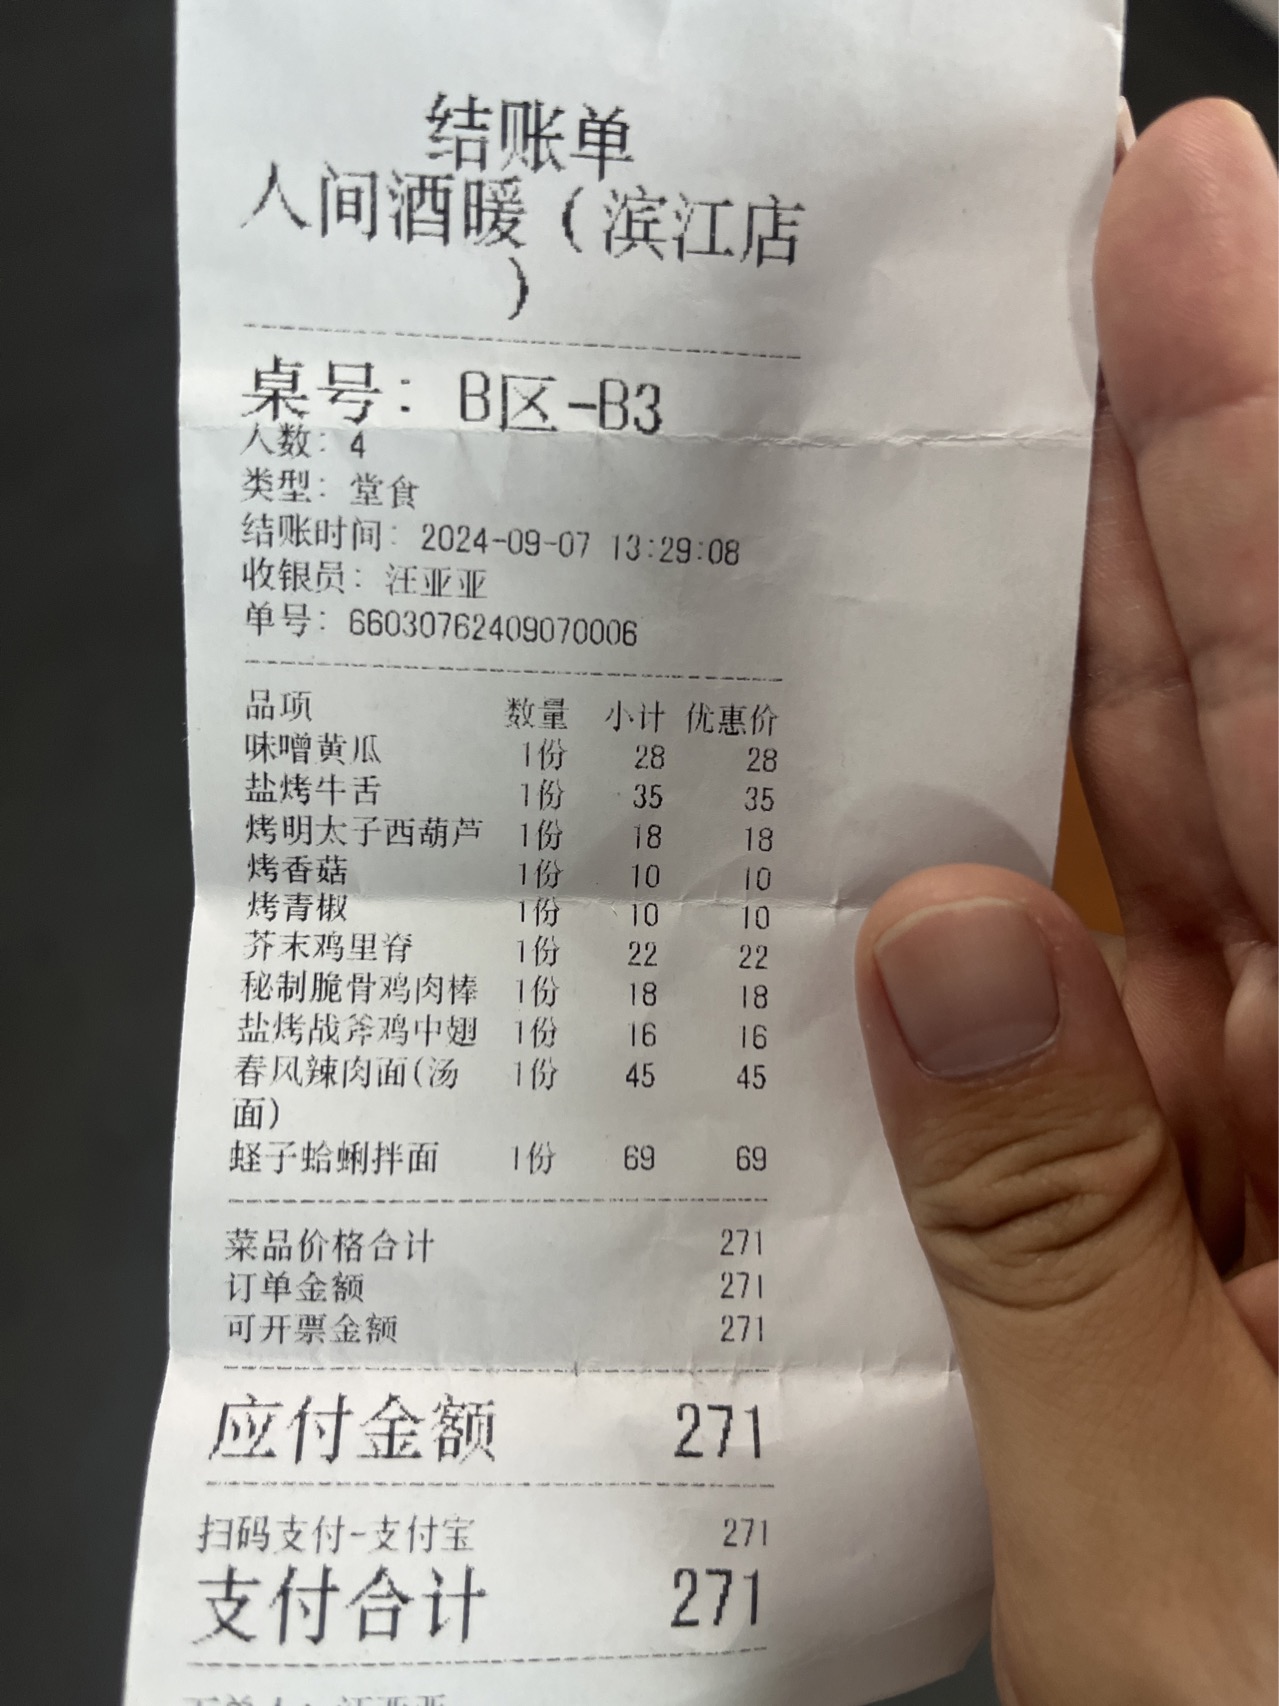 结账单
人间酒暖（滨江店
）
桌号：B区-B3
人数：4
类型：堂食
结账时间：2024-09-07 13:29:08
收银员：汪亚亚
单号：66030762409070006
品项 数量 小计 优惠价
味噌黄瓜 1份 28 28
盐烤牛舌 1份 35 35
烤明太子西葫芦 1份 18 18
烤香菇 1份 10 10
烤青椒 1份 10 10
芥末鸡里脊 1份 22 22
秘制脆骨鸡肉棒 1份 18 18
盐烤战斧鸡中翅 1份 16 16
春风辣肉面(汤 1份 45 45
面)
蛏子蛤蜊拌面 1份 69 69
菜品价格合计 271
订单金额 271
可开票金额 271
应付金额 271
扫码支付-支付宝 271
支付合计 271